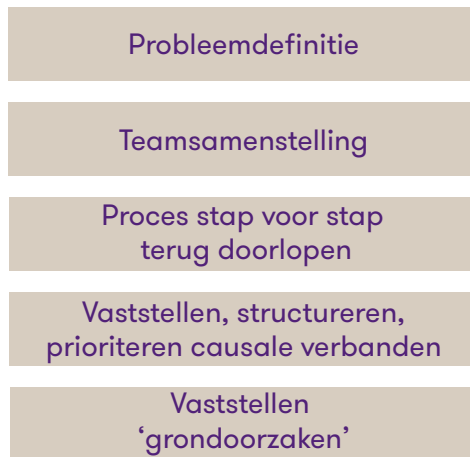 Probleemdefinitie
Teamsamenstelling
Proces stap voor stap
terug doorlopen
Vaststellen, structureren,
prioriteren causale verbanden
Vaststellen
‘grondoorzaken’